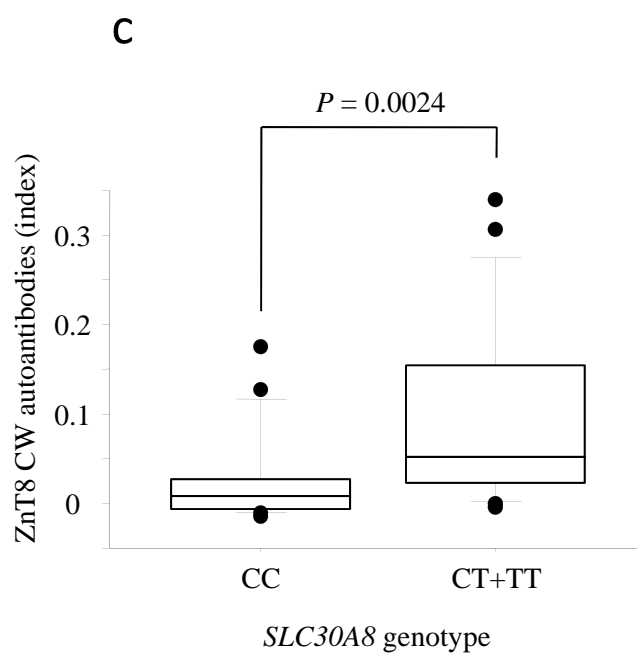 C
P = 0.0024
ZnT8 CW autoantibodies (index)
0.3
0.2
0.1
0
CC CT+TT
SLC30A8 genotype